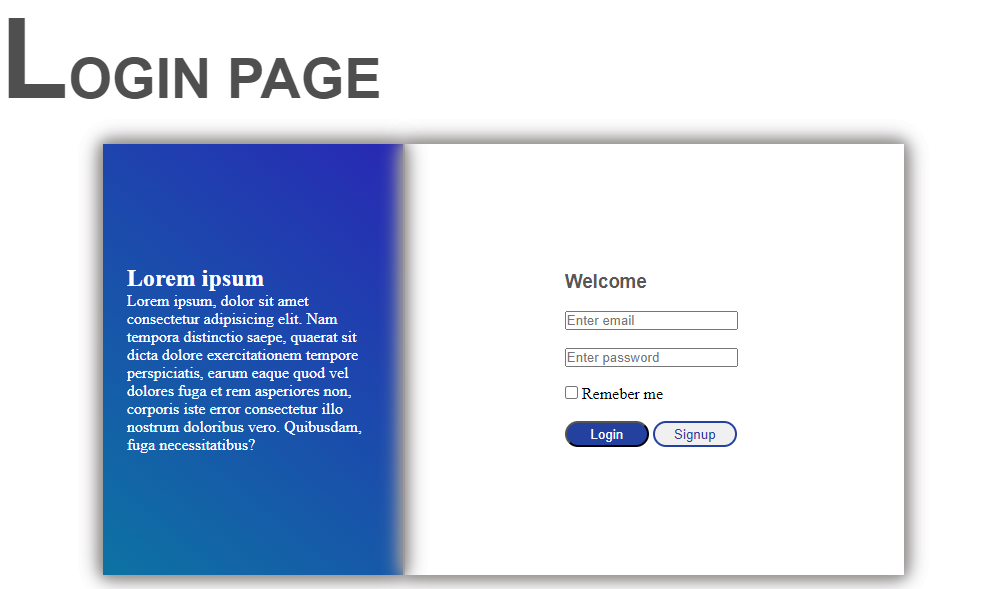 LOGIN PAGE
Lorem ipsum
Lorem ipsum, dolor sit amet
consectetur adipisicing elit. Nam
tempora distinctio saepe, quaerat sit
dicta dolore exercitationem tempore
perspiciatis, earum eaque quod vel
dolores fuga et rem asperiores non,
corporis iste error consectetur illo
nostrum doloribus vero. Quibusdam,
fuga necessitatibus?
Welcome
Enter email
Enter password
Remeber me
Login Signup